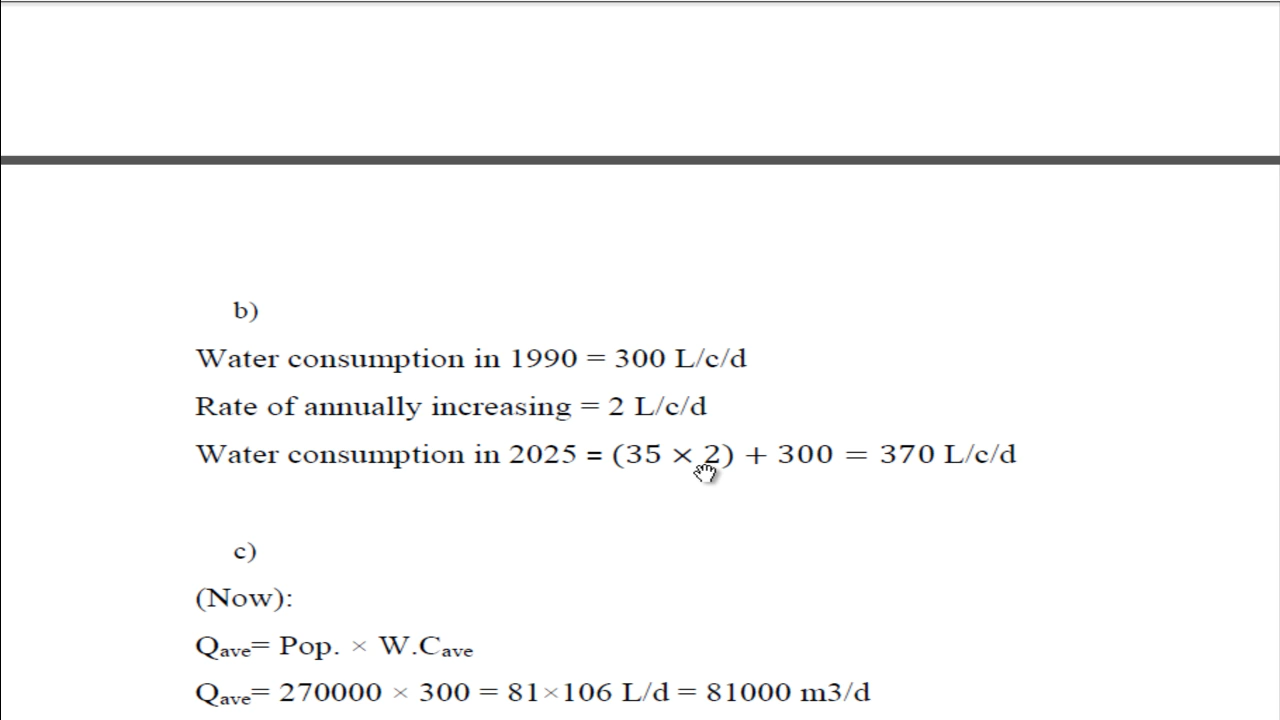 b)
Water consumption in 1990 = 300 L/c/d
Rate of annually increasing = 2 L/c/d
Water consumption in 2025 = (35 × 2) + 300 = 370 L/c/d
c)
(Now):
Qave= Pop. × W.Cave
Qave= 270000 × 300 = 81×106 L/d = 81000 m3/d